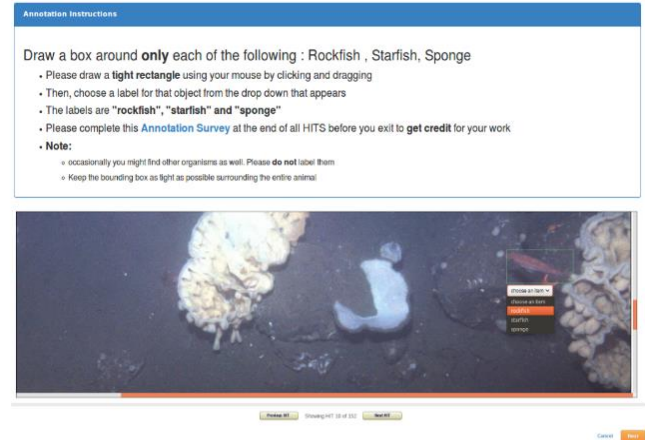 Annotation Instructions
Draw a box around only each of the following : Rockfish , Starfish, Sponge
• Please draw a tight rectangle using your mouse by clicking and dragging
• Then, choose a label for that object from the drop down that appears
• The labels are "rockfish", "starfish" and "sponge"
• Please complete this Annotation Survey at the end of all HITS before you exit to get credit for your work
• Note:
occasionally you might find other organisms as well. Please do not label them
Keep the bounding box as tight as possible surrounding the entire animal
choose an item
choose an item
rockfish
starfish
sponge
Previous HIT Showing HIT of Next HIT
Cancel Next